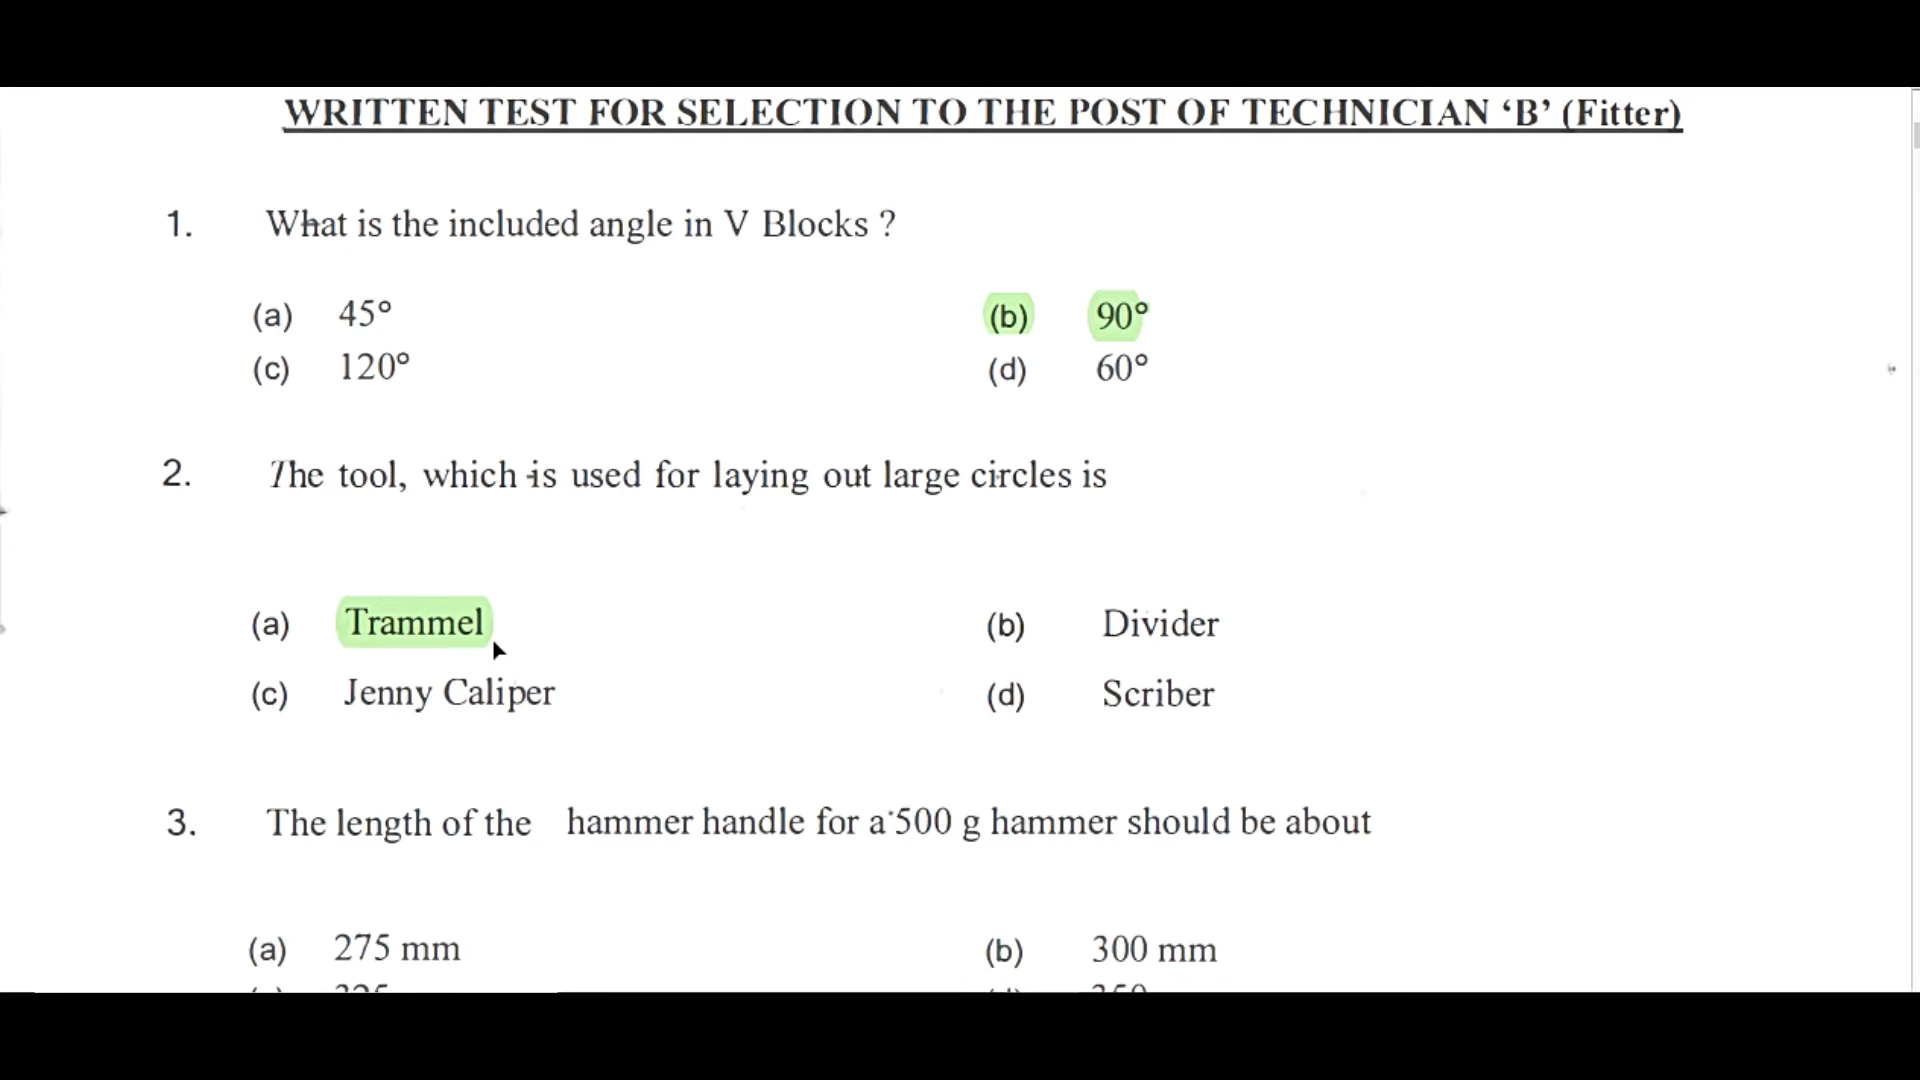 WRITTEN TEST FOR SELECTION TO THE POST OF TECHNICIAN ‘B’ (Fitter)
1. What is the included angle in V Blocks ?
(a) 45° (b) 90°
(c) 120° (d) 60°
2. The tool, which is used for laying out large circles is
(a) Trammel (b) Divider
(c) Jenny Caliper (d) Scriber
3. The length of the hammer handle for a 500 g hammer should be about
(a) 275 mm (b) 300 mm